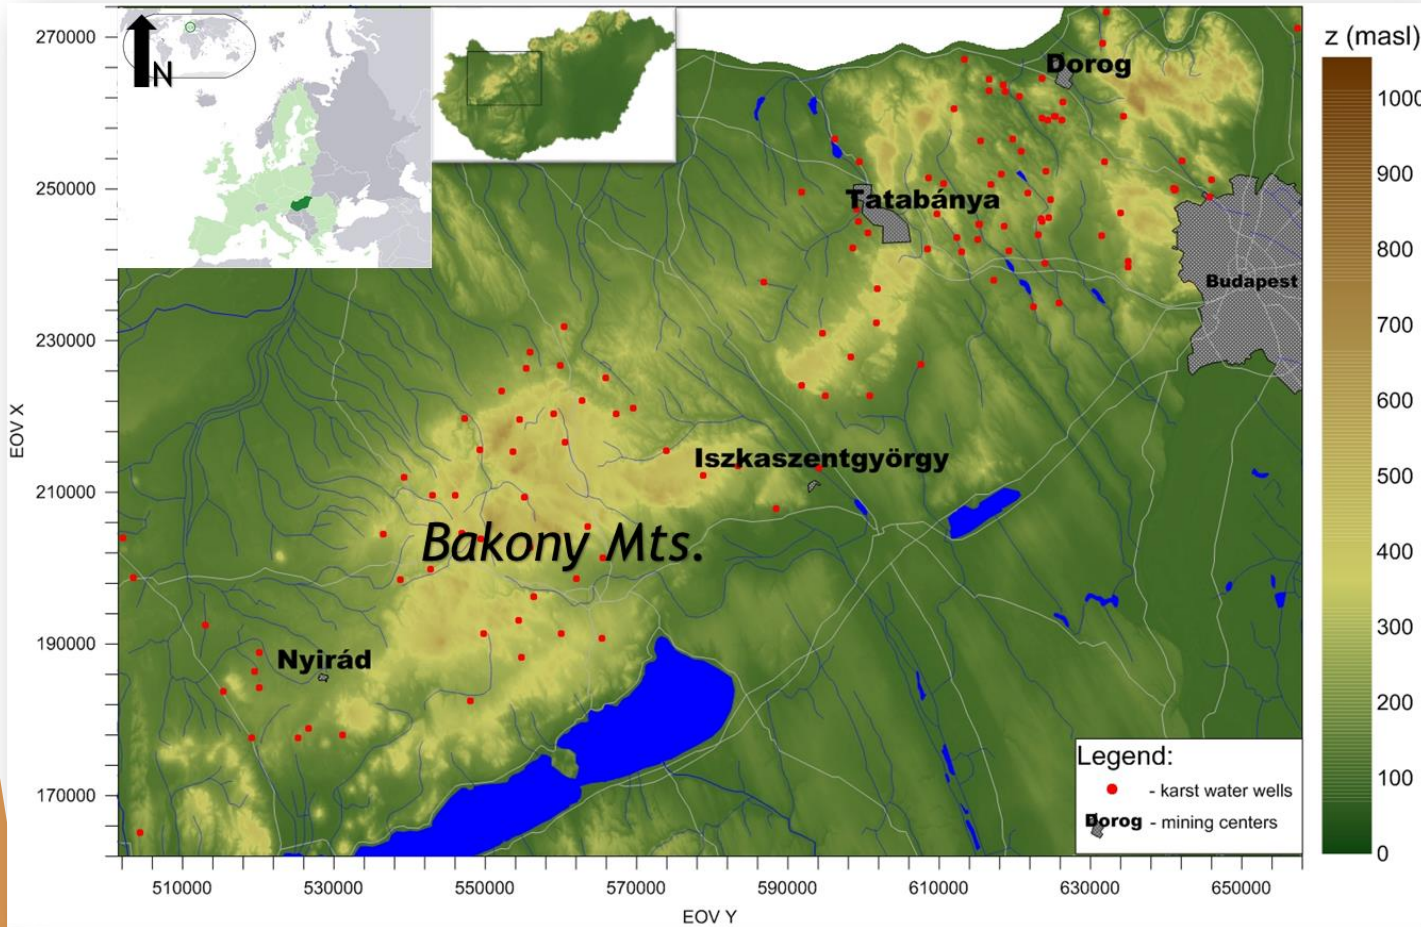 N
z (masl)
1000
900
800
700
600
500
400
300
200
100
0
EOV X
270000
250000
230000
210000
190000
170000
Dorog
Tatabánya
Budapest
Iszkaszentgyörgy
Bakony Mts.
Nyirád
Legend:
- karst water wells
Dorog - mining centers
510000 530000 550000 570000 590000 610000 630000 650000
EOV Y